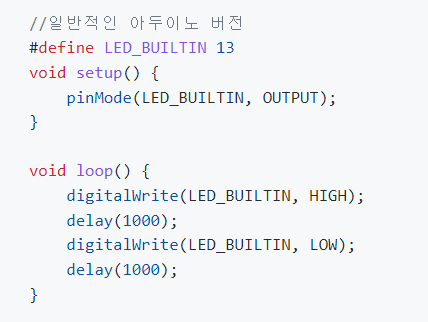 //일반적인 아두이노 버전
#define LED_BUILTIN 13
void setup() {
    pinMode(LED_BUILTIN, OUTPUT);
}

void loop() {
    digitalWrite(LED_BUILTIN, HIGH);
    delay(1000);
    digitalWrite(LED_BUILTIN, LOW);
    delay(1000);
}